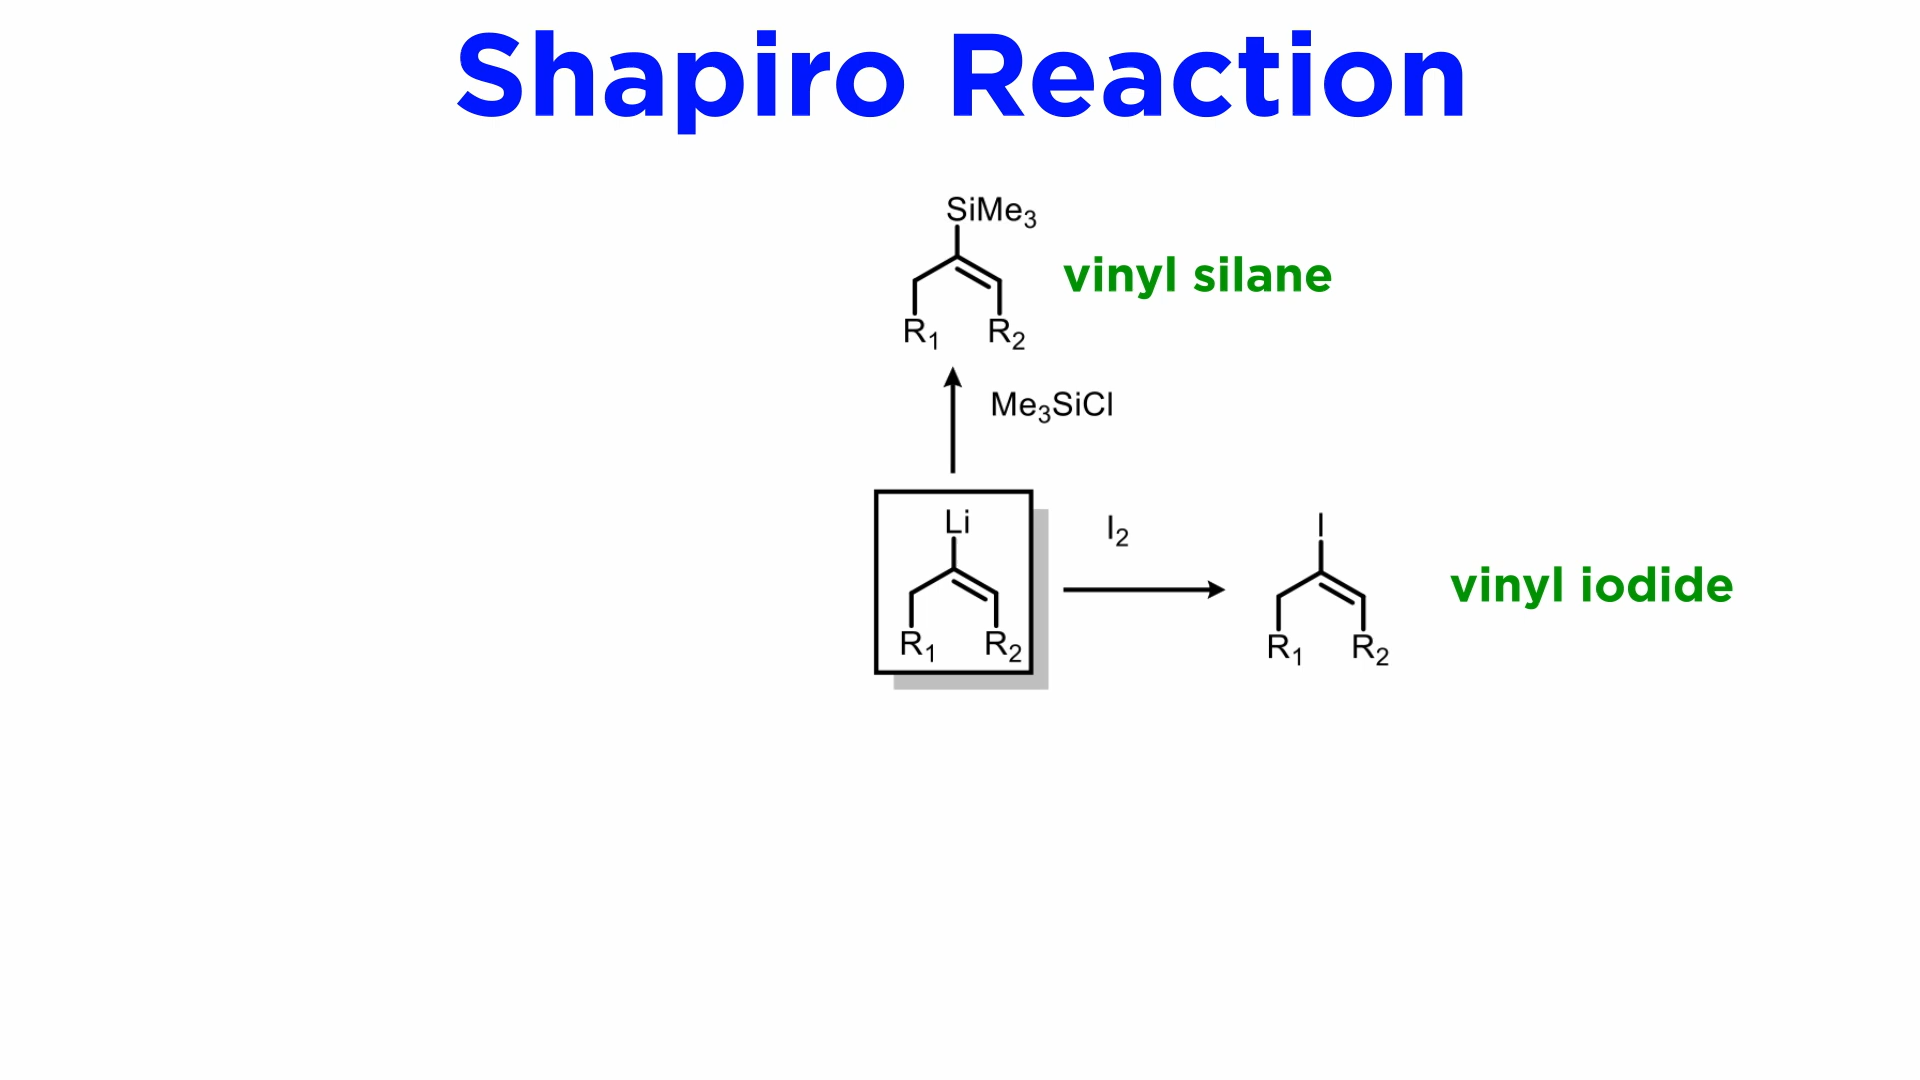 Shapiro Reaction
SiMe3
vinyl silane
R1 R2
Me3SiCl
Li
I2
I
vinyl iodide
R1 R2
R1 R2